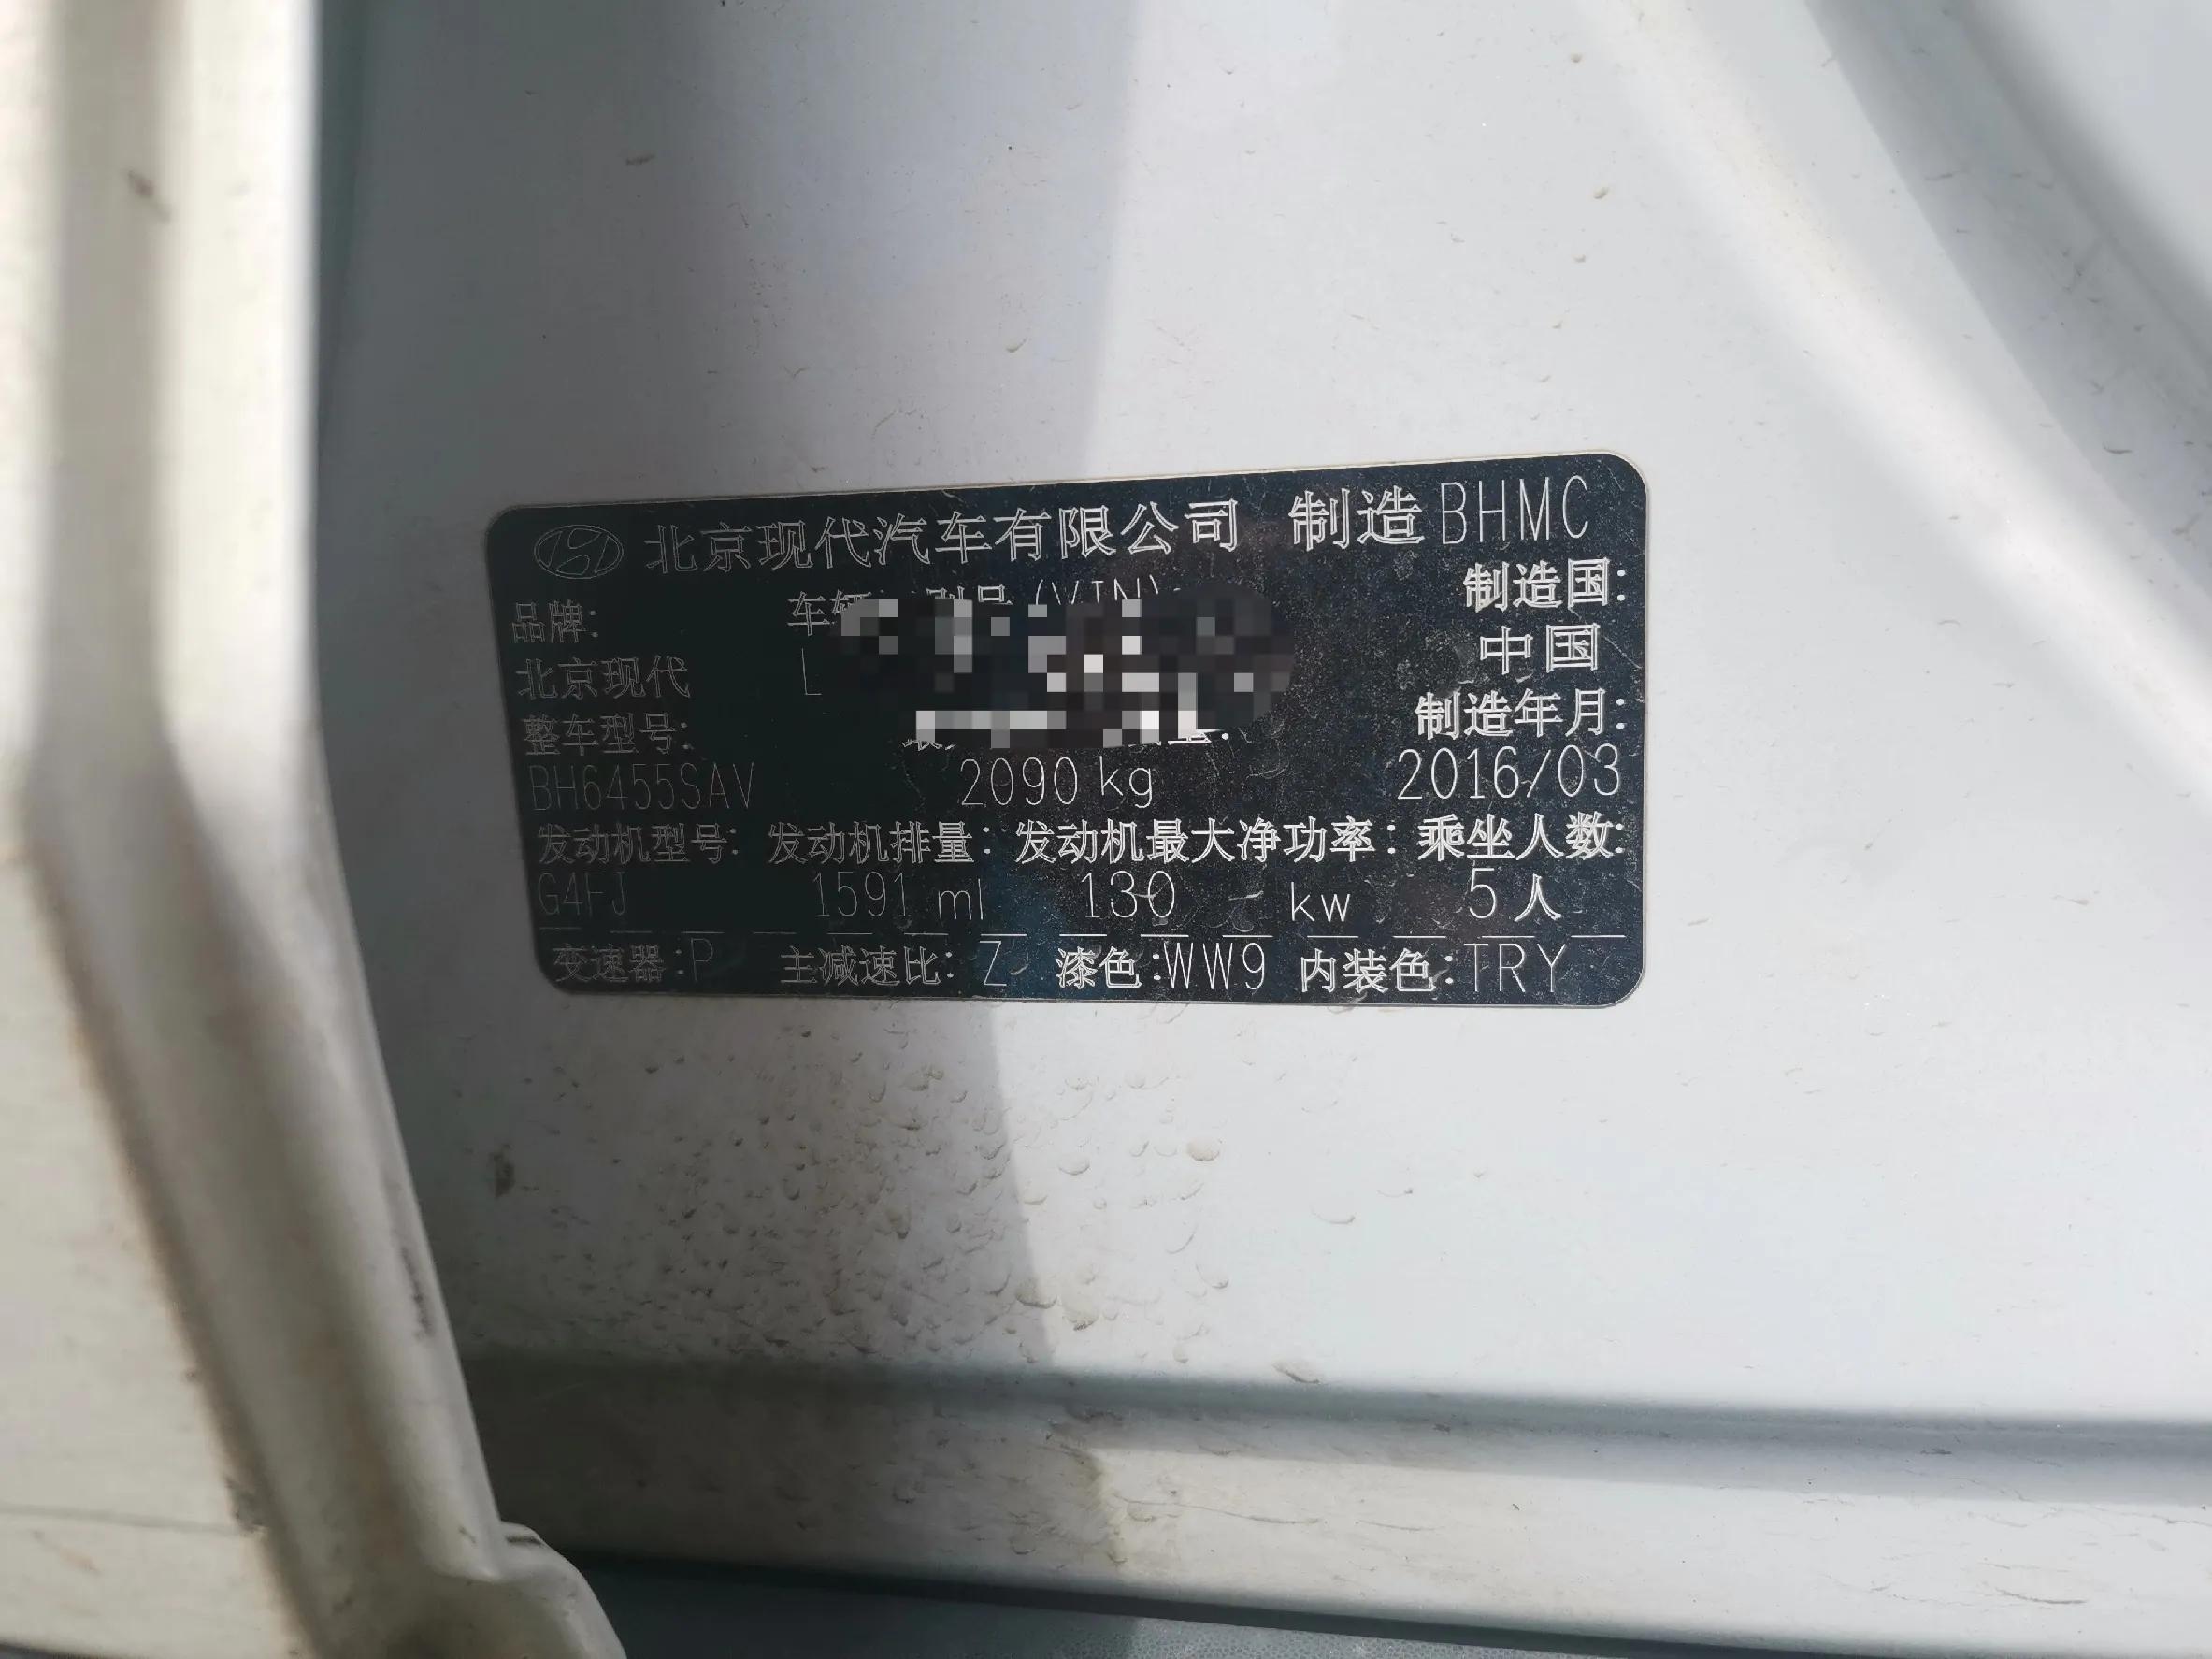 北京现代汽车有限公司 制造 BHMC
品牌: 车 (VIN): 制造国:
北京现代 L 中国
整车型号: 制造年月:
BH6455SAV 2090 kg 2016/03
发动机型号: 发动机排量: 发动机最大净功率: 乘坐人数:
G4FJ 1591 ml 130 kw 5人
变速器:P 主减速比: Z 漆色:WW9 内装色:TRY